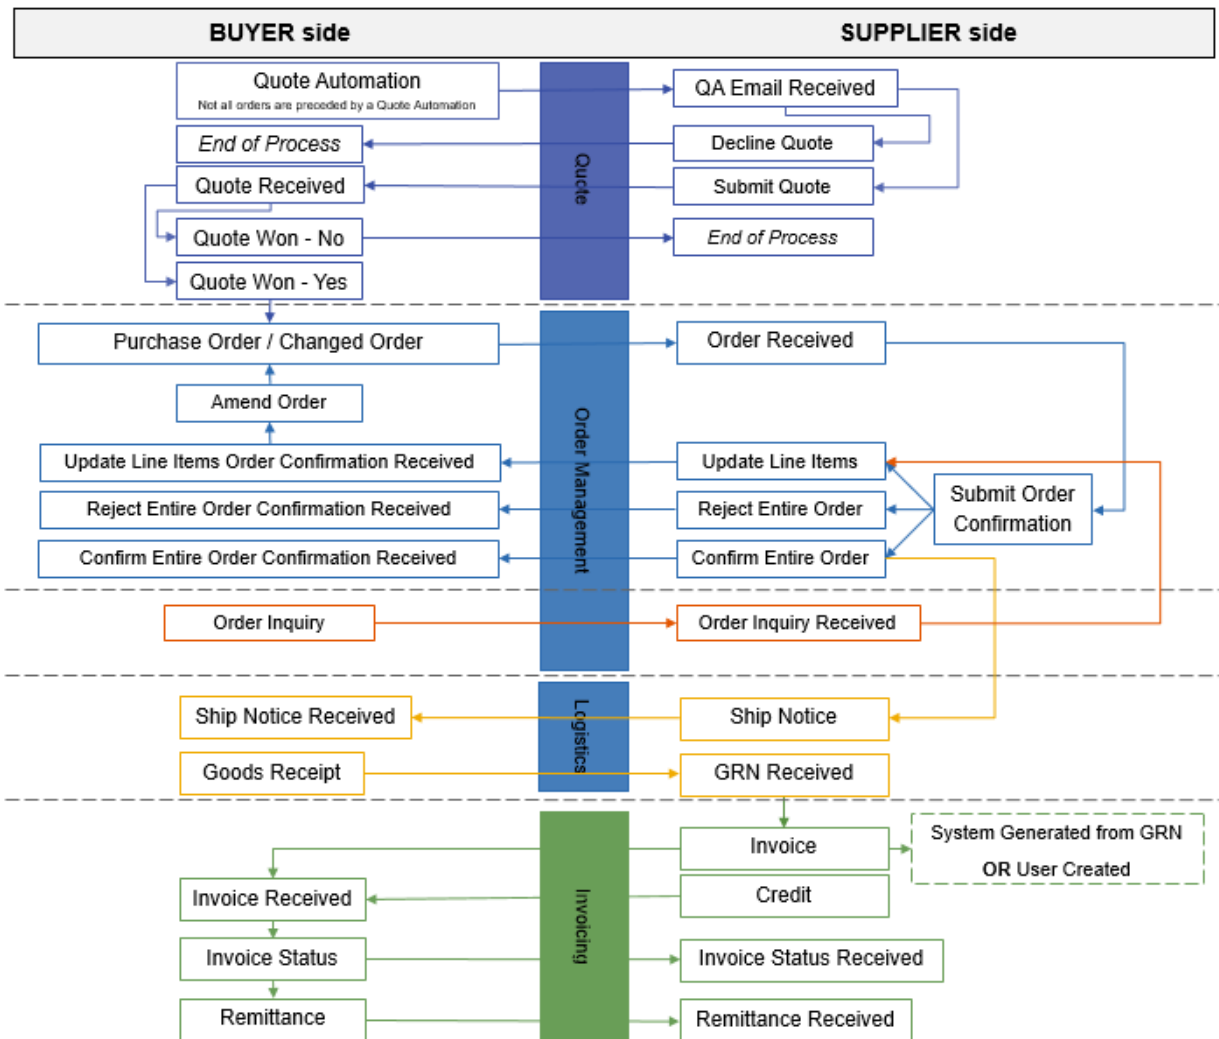 BUYER side
SUPPLIER side
Quote Automation
Not all orders are preceded by a Quote Automation
QA Email Received
End of Process
Decline Quote
Quote
Quote Received
Submit Quote
Quote Won - No
End of Process
Quote Won - Yes
Purchase Order / Changed Order
Order Received
Amend Order
Order Management
Update Line Items Order Confirmation Received
Update Line Items
Submit Order
Confirmation
Reject Entire Order Confirmation Received
Reject Entire Order
Confirm Entire Order Confirmation Received
Confirm Entire Order
Order Inquiry
Order Inquiry Received
Logistics
Ship Notice Received
Ship Notice
Goods Receipt
GRN Received
Invoicing
Invoice
System Generated from GRN
OR User Created
Invoice Received
Credit
Invoice Status
Invoice Status Received
Remittance
Remittance Received